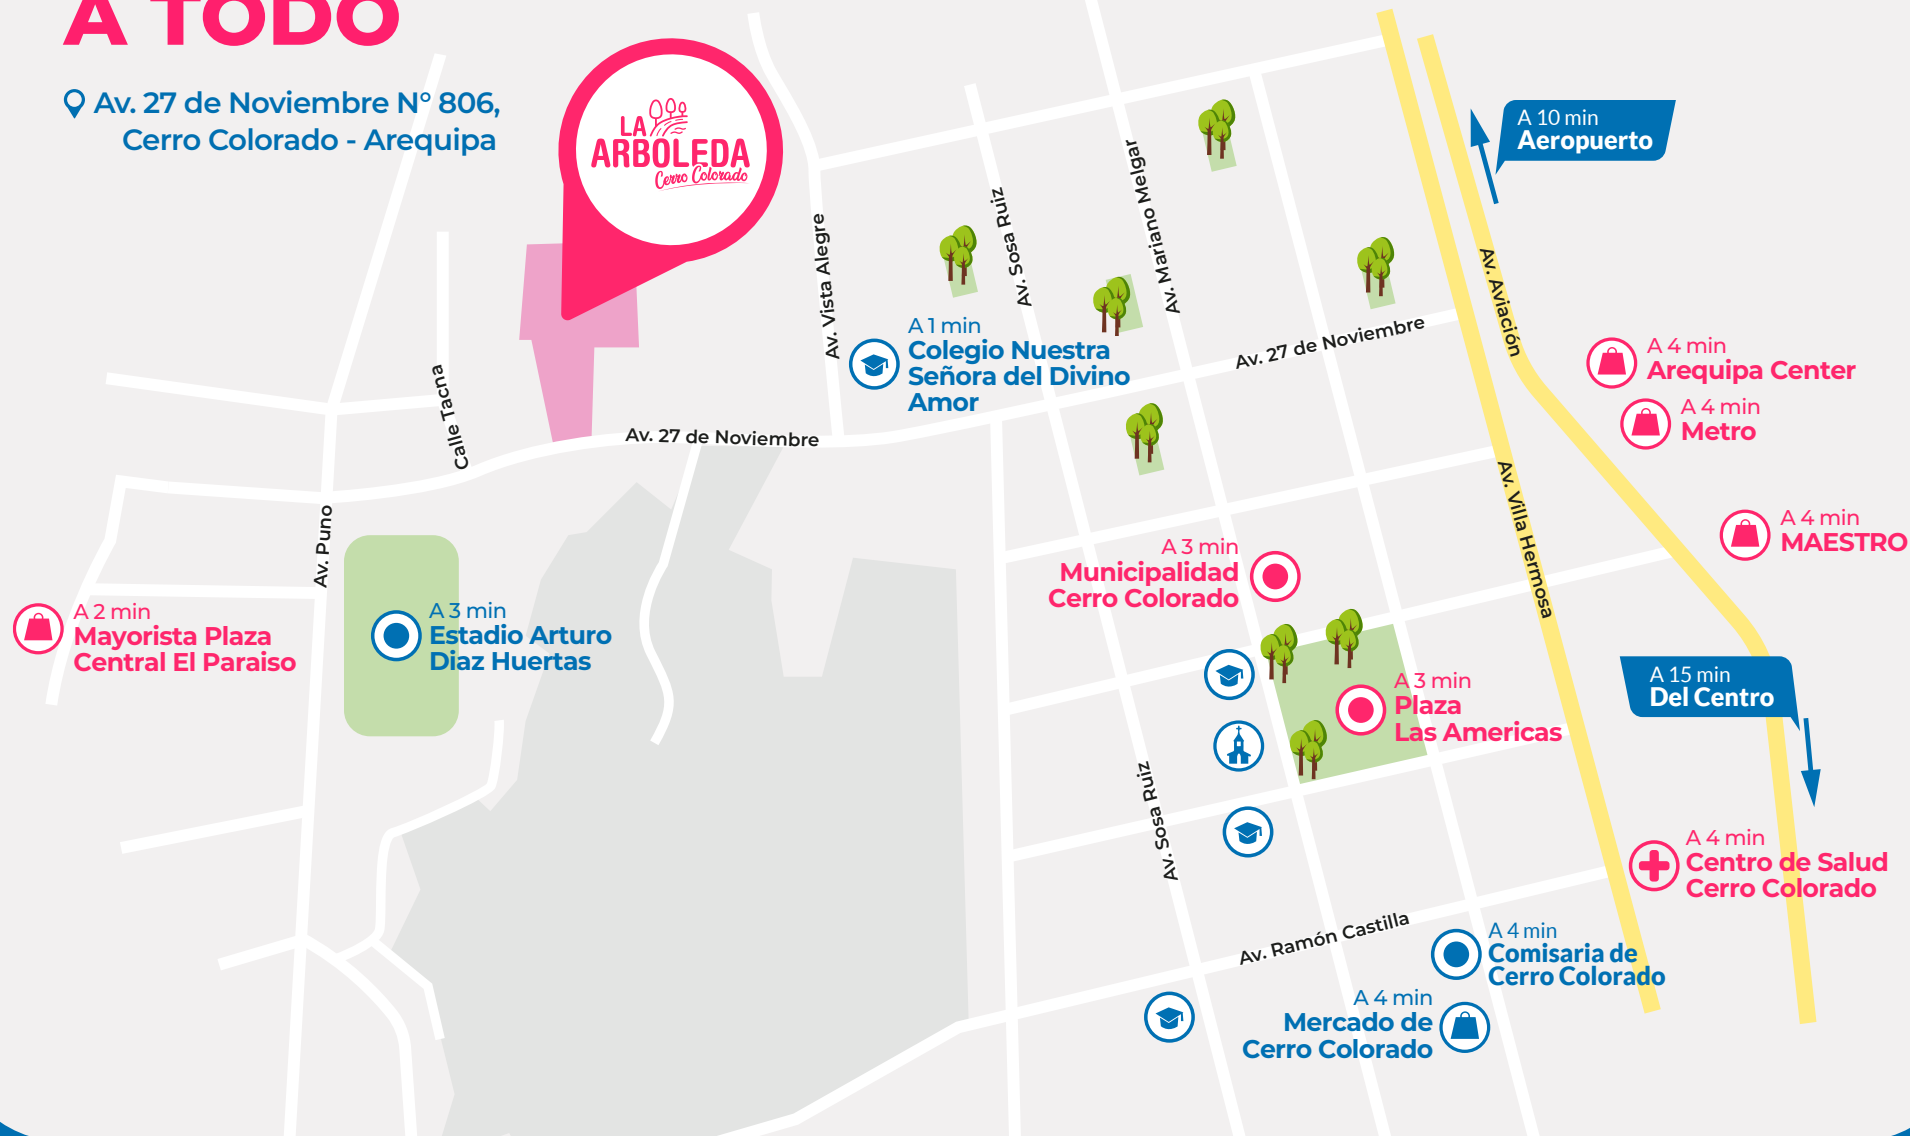 A TODO
Av. 27 de Noviembre N° 806,
Cerro Colorado - Arequipa
LA
ARBOLEDA
Cerro Colorado
A 10 min
Aeropuerto
Av. Vista Alegre
Av. Sosa Ruiz
Av. Mariano Melgar
Av. Aviación
A 1 min
Colegio Nuestra
Señora del Divino
Amor
Av. 27 de Noviembre
A 4 min
Arequipa Center
A 4 min
Metro
Calle Tacna
Av. 27 de Noviembre
Av. Villa Hermosa
A 4 min
MAESTRO
Av. Puno
A 3 min
Municipalidad
Cerro Colorado
A 2 min
Mayorista Plaza
Central El Paraiso
A 3 min
Estadio Arturo
Diaz Huertas
A 3 min
Plaza
Las Americas
A 15 min
Del Centro
Av. Sosa Ruiz
A 4 min
Centro de Salud
Cerro Colorado
Av. Ramón Castilla
A 4 min
Comisaria de
Cerro Colorado
A 4 min
Mercado de
Cerro Colorado